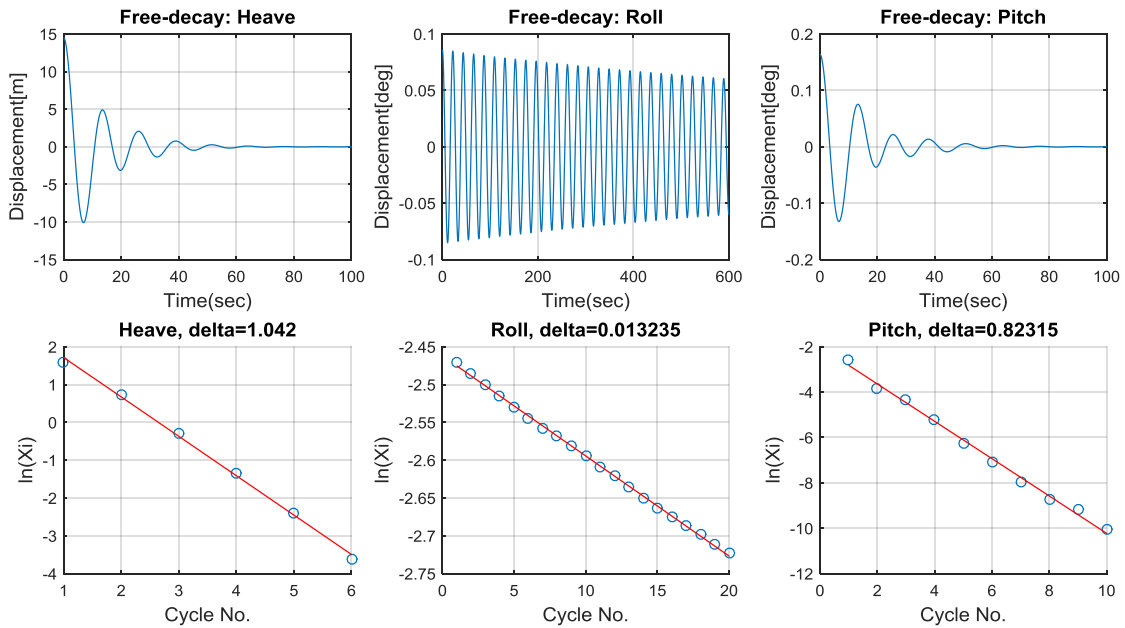 Free-decay: Heave
Displacement[m]
15
10
5
0
-5
-10
-15
0 20 40 60 80 100
Time(sec)
Free-decay: Roll
Displacement[deg]
0.1
0.05
0
-0.05
-0.1
0 200 400 600
Time(sec)
Free-decay: Pitch
Displacement[deg]
0.2
0.1
0
-0.1
-0.2
0 20 40 60 80 100
Time(sec)
Heave, delta=1.042
ln(Xi)
2
1
0
-1
-2
-3
-4
1 2 3 4 5 6
Cycle No.
Roll, delta=0.013235
ln(Xi)
-2.45
-2.5
-2.55
-2.6
-2.65
-2.7
-2.75
0 5 10 15 20
Cycle No.
Pitch, delta=0.82315
ln(Xi)
-2
-4
-6
-8
-10
-12
0 2 4 6 8 10
Cycle No.